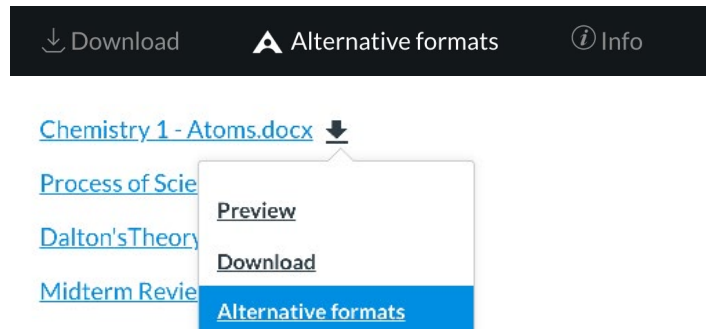 Download Alternative formats Info
Chemistry 1 - Atoms.docx
Process of Scie
Preview
Dalton'sTheory
Download
Midterm Revie
Alternative formats